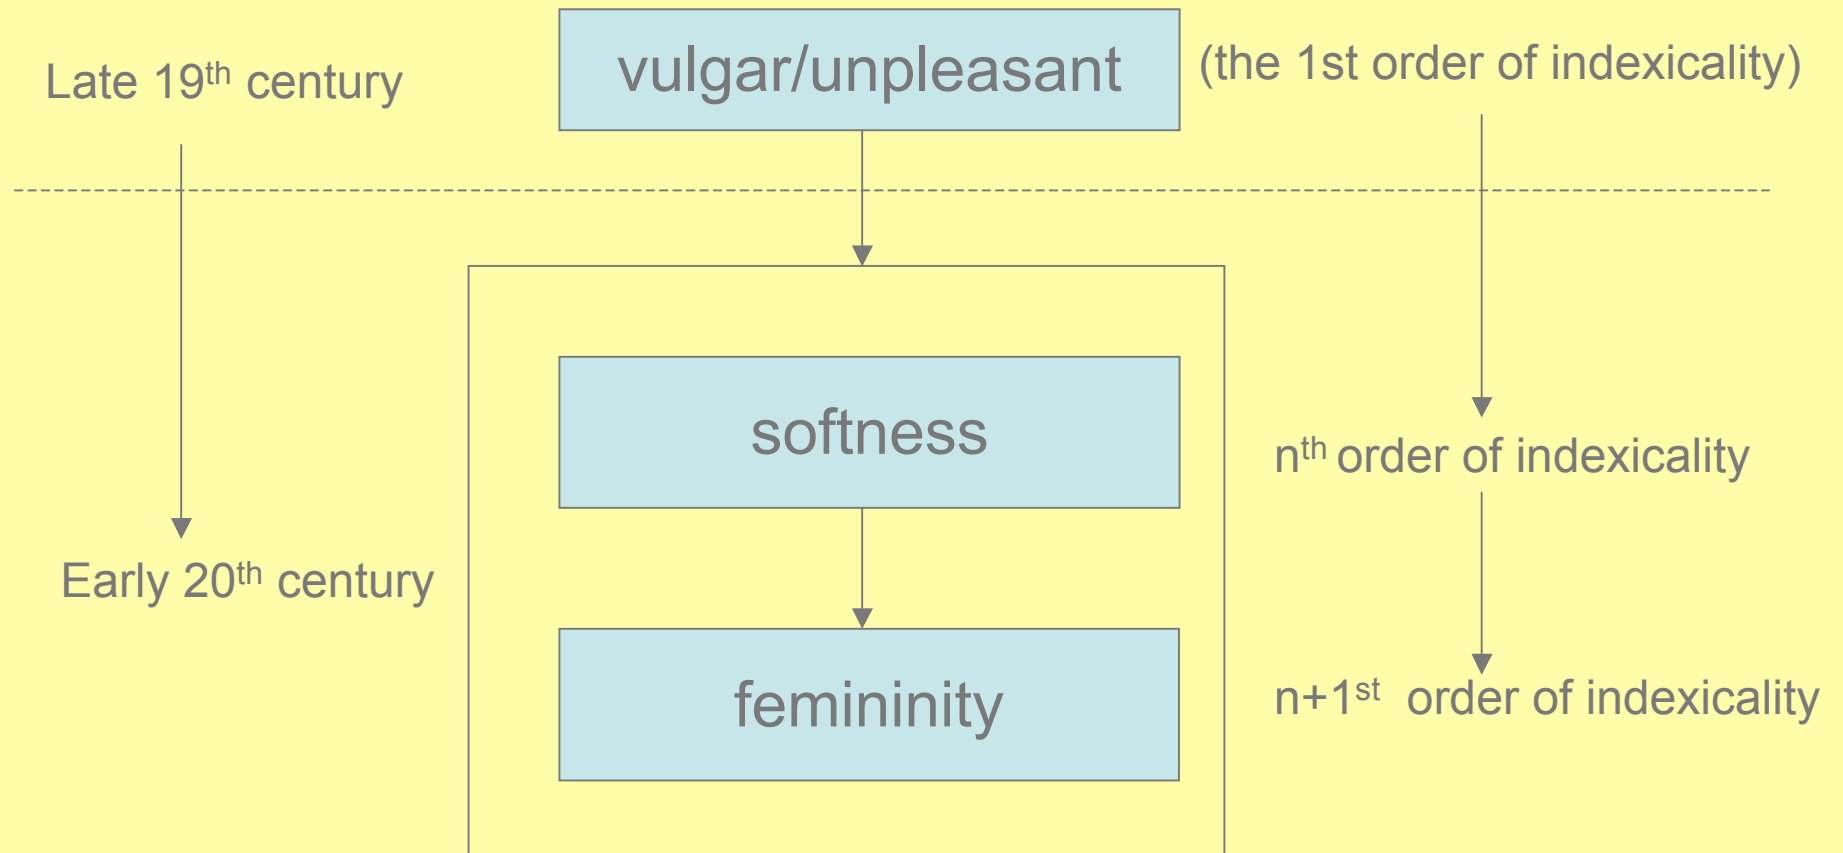 Late 19th century
vulgar/unpleasant
(the 1st order of indexicality)
softness
nth order of indexicality
Early 20th century
femininity
n+1st order of indexicality